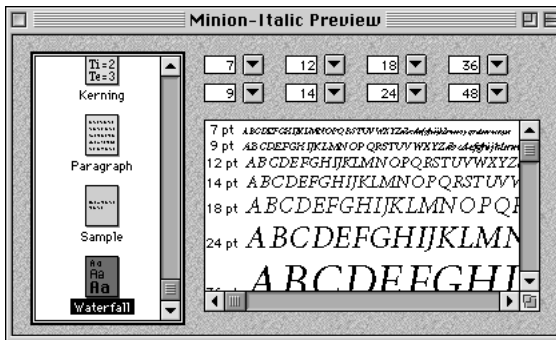 Minion-Italic Preview
Ti=2
Te=3
Kerning
Paragraph
Sample
Aa
Aa
Aa
Waterfall
7 12 18 36
9 14 24 48
7 pt
9 pt ABCDEFGHIJKLMNOPQRSTUVWXYZ
12 pt ABCDEFGHIJKLMNOPQRSTUVWXYZ
14 pt ABCDEFGHIJKLMNOPQRSTUV
18 pt ABCDEFGHIJKLMNOPQR
24 pt ABCDEFGHIJKLMN
ABCDEFGHI